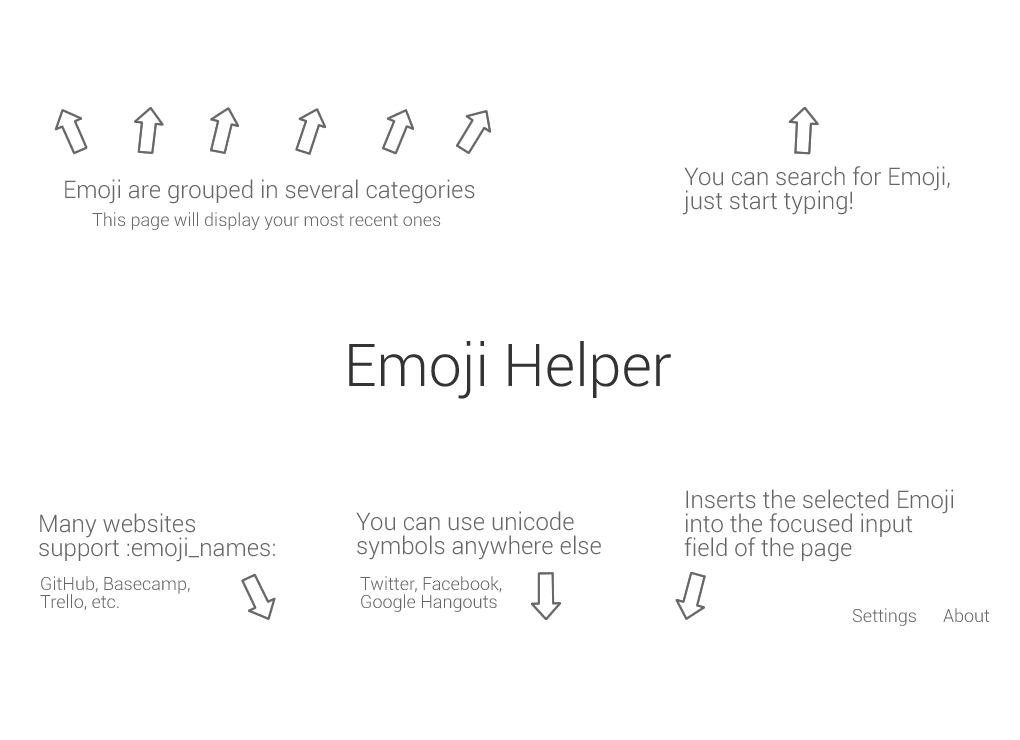 Emoji are grouped in several categories
This page will display your most recent ones
You can search for Emoji,
just start typing!
Emoji Helper
Many websites
support :emoji_names:
GitHub, Basecamp,
Trello, etc.
You can use unicode
symbols anywhere else
Twitter, Facebook,
Google Hangouts
Inserts the selected Emoji
into the focused input
field of the page
Settings
About